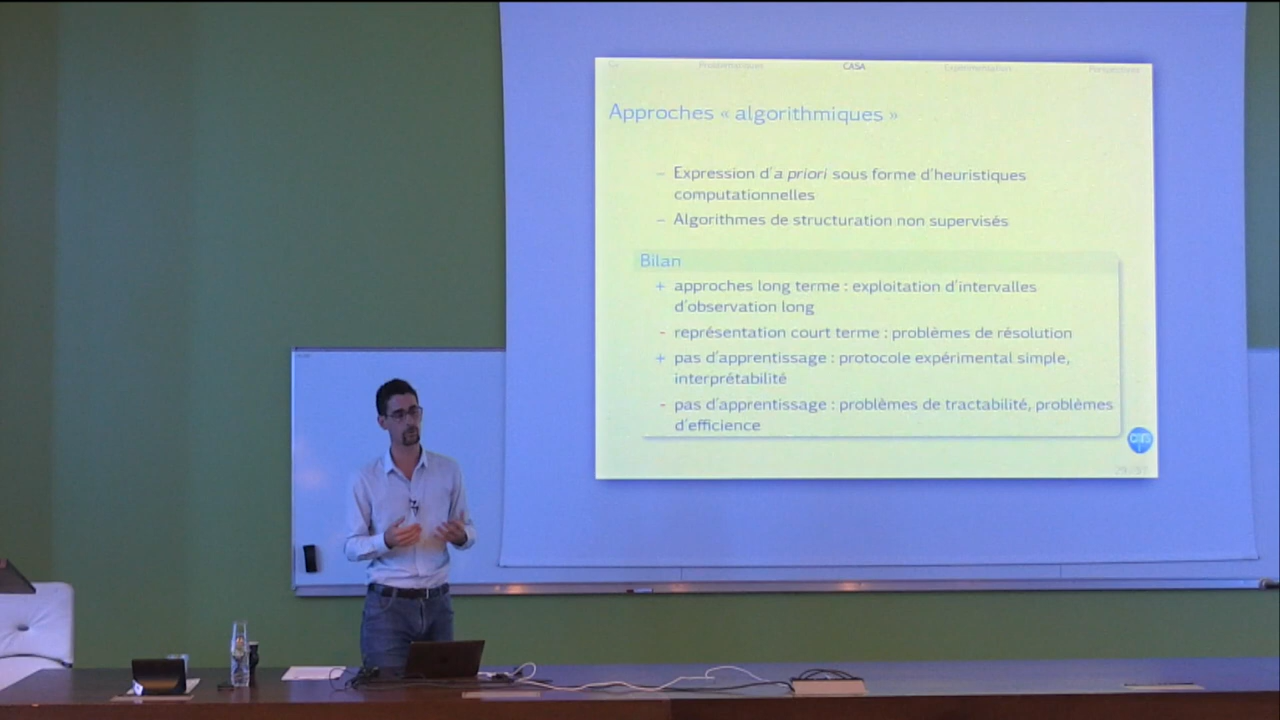 CASA
Approches « algorithmiques »
– Expression d'a priori sous forme d'heuristiques
computationnelles
– Algorithmes de structuration non supervisés
Bilan
+ approches long terme : exploitation d'intervalles
d'observation long
- représentation court terme : problèmes de résolution
+ pas d'apprentissage : protocole expérimental simple,
interprétabilité
- pas d'apprentissage : problèmes de tractabilité, problèmes
d'efficience
cnrs